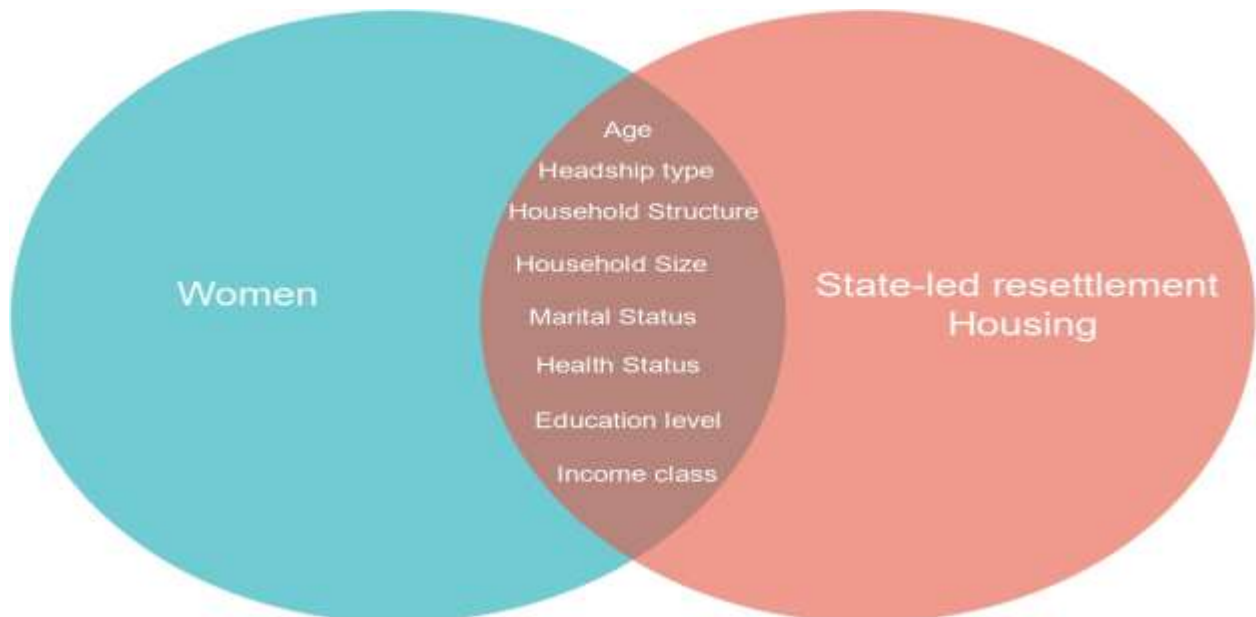 Women
Age
Headship type
Household Structure
Household Size
Marital Status
Health Status
Education level
Income class
State-led resettlement
Housing